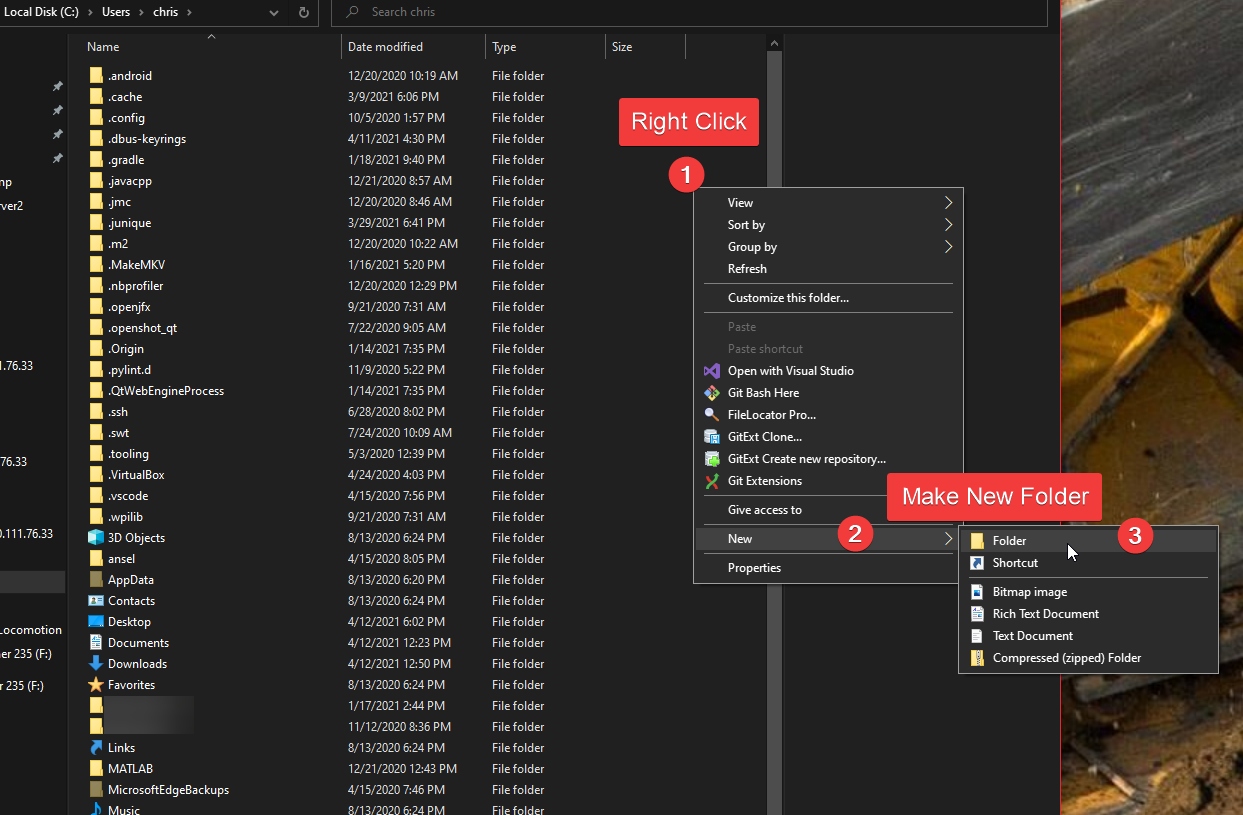 Local Disk (C:) > Users > chris >
Search chris
Name Date modified Type Size
.android 12/20/2020 10:19 AM File folder
.cache 3/9/2021 6:06 PM File folder
.config 10/5/2020 1:57 PM File folder
.dbus-keyrings 4/11/2021 4:30 PM File folder
.gradle 1/18/2021 9:40 PM File folder
.javacpp 12/21/2020 8:57 AM File folder
.jmc 12/20/2020 8:46 AM File folder
.junique 3/29/2021 6:41 PM File folder
.m2 12/20/2020 10:22 AM File folder
.MakeMKV 1/16/2021 5:20 PM File folder
.nbprofiler 12/20/2020 12:29 PM File folder
.openjfx 9/21/2020 7:31 AM File folder
.openshot_qt 7/22/2020 9:05 AM File folder
.Origin 1/14/2021 7:35 PM File folder
.pylint.d 11/9/2020 5:22 PM File folder
.QtWebEngineProcess 1/14/2021 7:35 PM File folder
.ssh 6/28/2020 8:02 PM File folder
.swt 7/24/2020 10:09 AM File folder
.tooling 5/3/2020 12:39 PM File folder
.VirtualBox 4/24/2020 4:03 PM File folder
.vscode 4/15/2020 7:56 PM File folder
.wpilib 9/21/2020 7:31 AM File folder
3D Objects 8/13/2020 6:24 PM File folder
ansel 4/15/2020 8:05 PM File folder
AppData 8/13/2020 6:20 PM File folder
Contacts 8/13/2020 6:24 PM File folder
Desktop 4/12/2021 6:02 PM File folder
Documents 4/12/2021 12:23 PM File folder
Downloads 4/12/2021 12:50 PM File folder
Favorites 8/13/2020 6:24 PM File folder
1/17/2021 2:44 PM File folder
11/12/2020 8:36 PM File folder
Links 8/13/2020 6:24 PM File folder
MATLAB 12/21/2020 12:43 PM File folder
MicrosoftEdgeBackups 4/15/2020 7:46 PM File folder
Music 8/13/2020 6:24 PM File folder
mp
rver2
1.76.33
76.33
0.111.76.33
Locomotion
er 235 (F:)
r 235 (F:)
Right Click
1
View
Sort by
Group by
Refresh
Customize this folder...
Paste
Paste shortcut
Open with Visual Studio
Git Bash Here
FileLocator Pro...
GitExt Clone...
GitExt Create new repository...
Git Extensions
Give access to
New
2
Properties
Make New Folder
3
Folder
Shortcut
Bitmap image
Rich Text Document
Text Document
Compressed (zipped) Folder